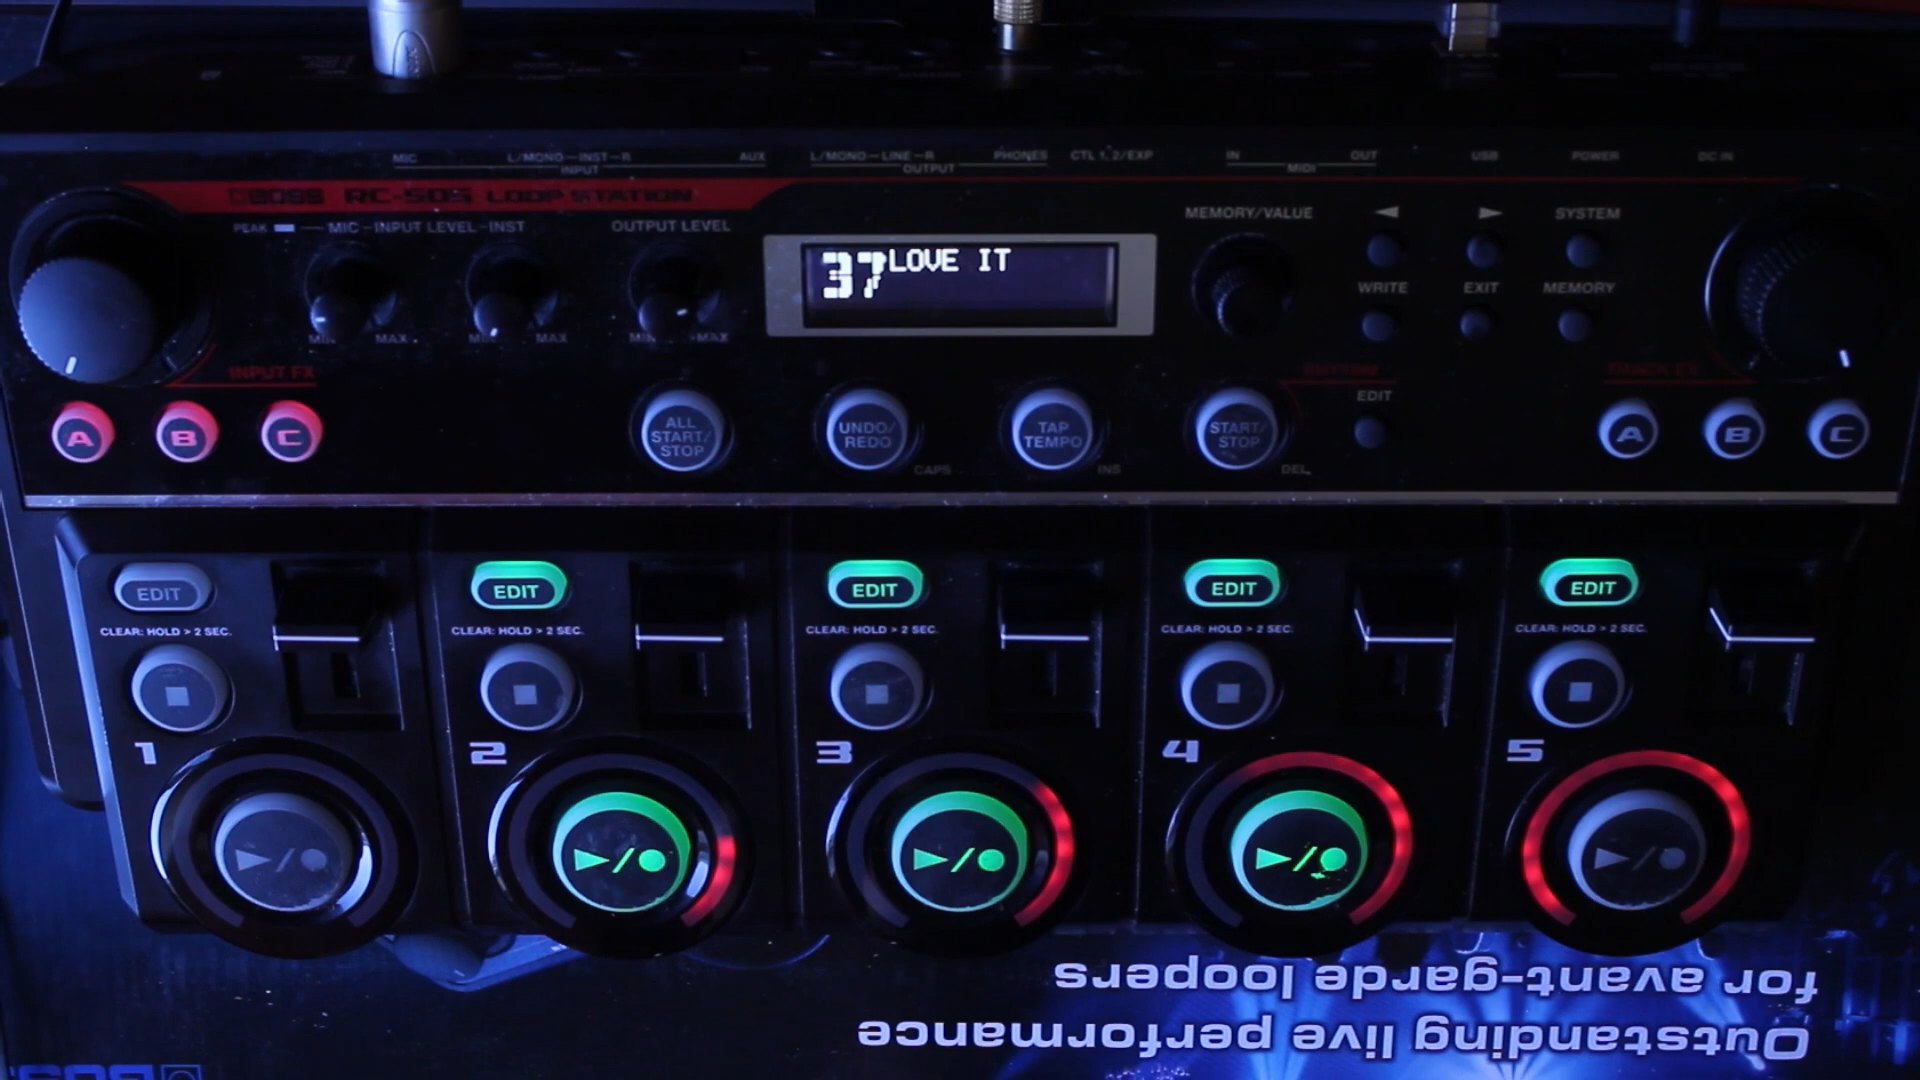 MIC
L/MONO-INST-R
AUX
INPUT
L/MONO-LINE-R
PHONES
OUTPUT
CTL 1, 2/EXP
IN
OUT
MIDI
USB
POWER
DC IN
BOSS RC-505 LOOP STATION
PEAK
MIC-INPUT LEVEL-INST
OUTPUT LEVEL
MIN MAX
MIN MAX
MIN MAX
37 LOVE IT
MEMORY/VALUE
SYSTEM
WRITE
EXIT
MEMORY
INPUT FX
A B C
ALL START/STOP
UNDO/REDO
CAPS
TAP TEMPO
INS
START/STOP
DEL
RHYTHM
EDIT
TRACK FX
A B C
EDIT
EDIT
EDIT
EDIT
EDIT
CLEAR: HOLD > 2 SEC.
CLEAR: HOLD > 2 SEC.
CLEAR: HOLD > 2 SEC.
CLEAR: HOLD > 2 SEC.
CLEAR: HOLD > 2 SEC.
1
2
3
4
5
Outstanding live performance
for avant-garde loopers
BOSS